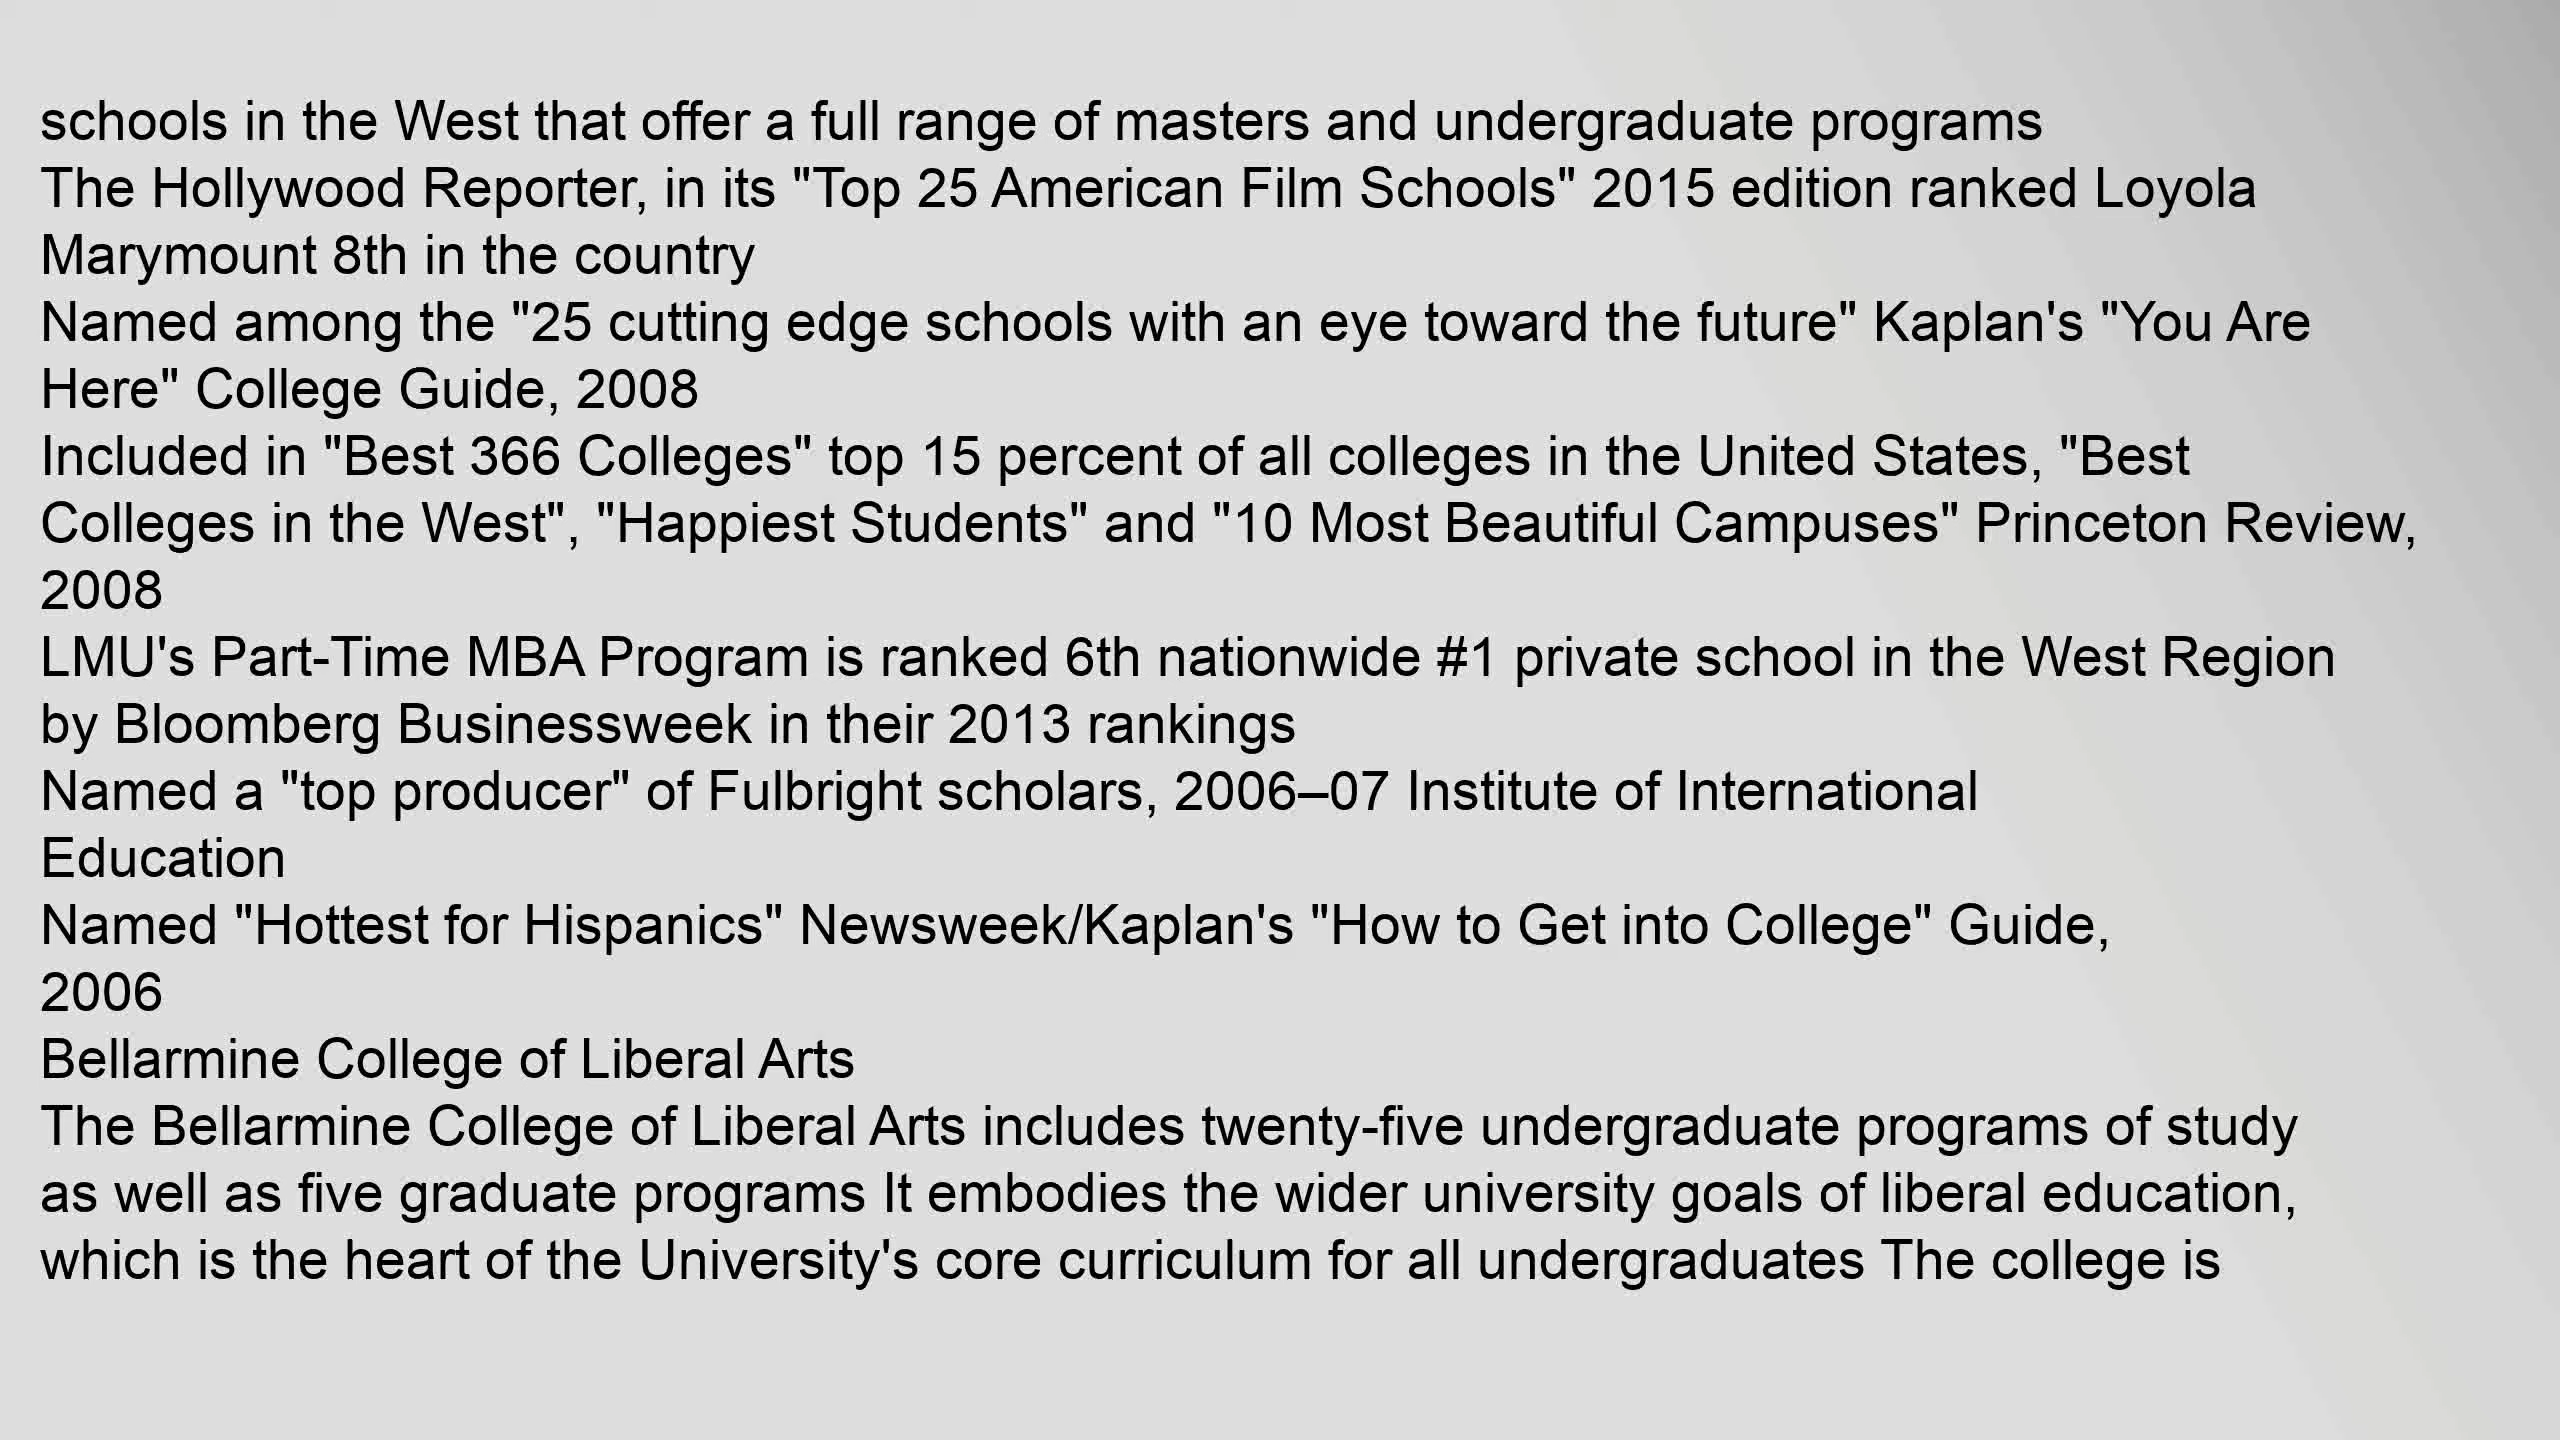 schools in the West that offer a full range of masters and undergraduate programs
The Hollywood Reporter, in its "Top 25 American Film Schools" 2015 edition ranked Loyola
Marymount 8th in the country
Named among the "25 cutting edge schools with an eye toward the future" Kaplan's "You Are
Here" College Guide, 2008
Included in "Best 366 Colleges" top 15 percent of all colleges in the United States, "Best
Colleges in the West", "Happiest Students" and "10 Most Beautiful Campuses" Princeton Review,
2008
LMU's Part-Time MBA Program is ranked 6th nationwide #1 private school in the West Region
by Bloomberg Businessweek in their 2013 rankings
Named a "top producer" of Fulbright scholars, 2006–07 Institute of International
Education
Named "Hottest for Hispanics" Newsweek/Kaplan's "How to Get into College" Guide,
2006
Bellarmine College of Liberal Arts
The Bellarmine College of Liberal Arts includes twenty-five undergraduate programs of study
as well as five graduate programs It embodies the wider university goals of liberal education,
which is the heart of the University's core curriculum for all undergraduates The college is